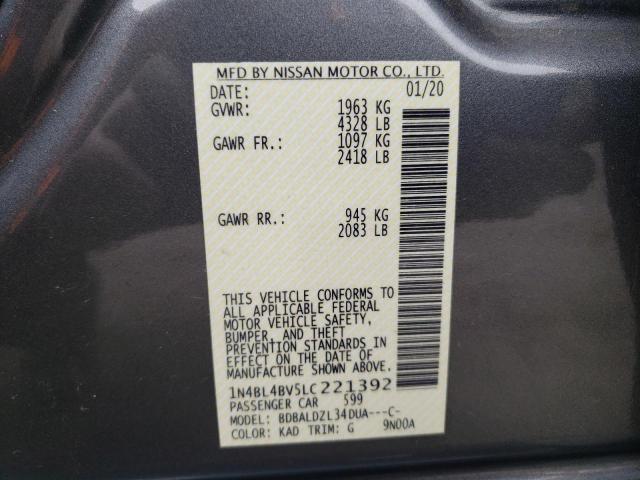 MFD BY NISSAN MOTOR CO., LTD.
DATE: 01/20
GVWR: 1963 KG
4328 LB
GAWR FR.: 1097 KG
2418 LB
GAWR RR.: 945 KG
2083 LB
THIS VEHICLE CONFORMS TO
ALL APPLICABLE FEDERAL
MOTOR VEHICLE SAFETY,
BUMPER, AND THEFT
PREVENTION STANDARDS IN
EFFECT ON THE DATE OF
MANUFACTURE SHOWN ABOVE.
1N4BL4BV5LC221392
PASSENGER CAR 599
MODEL: BDBALDZL34DUA---C-
COLOR: KAD TRIM: G 9N00A